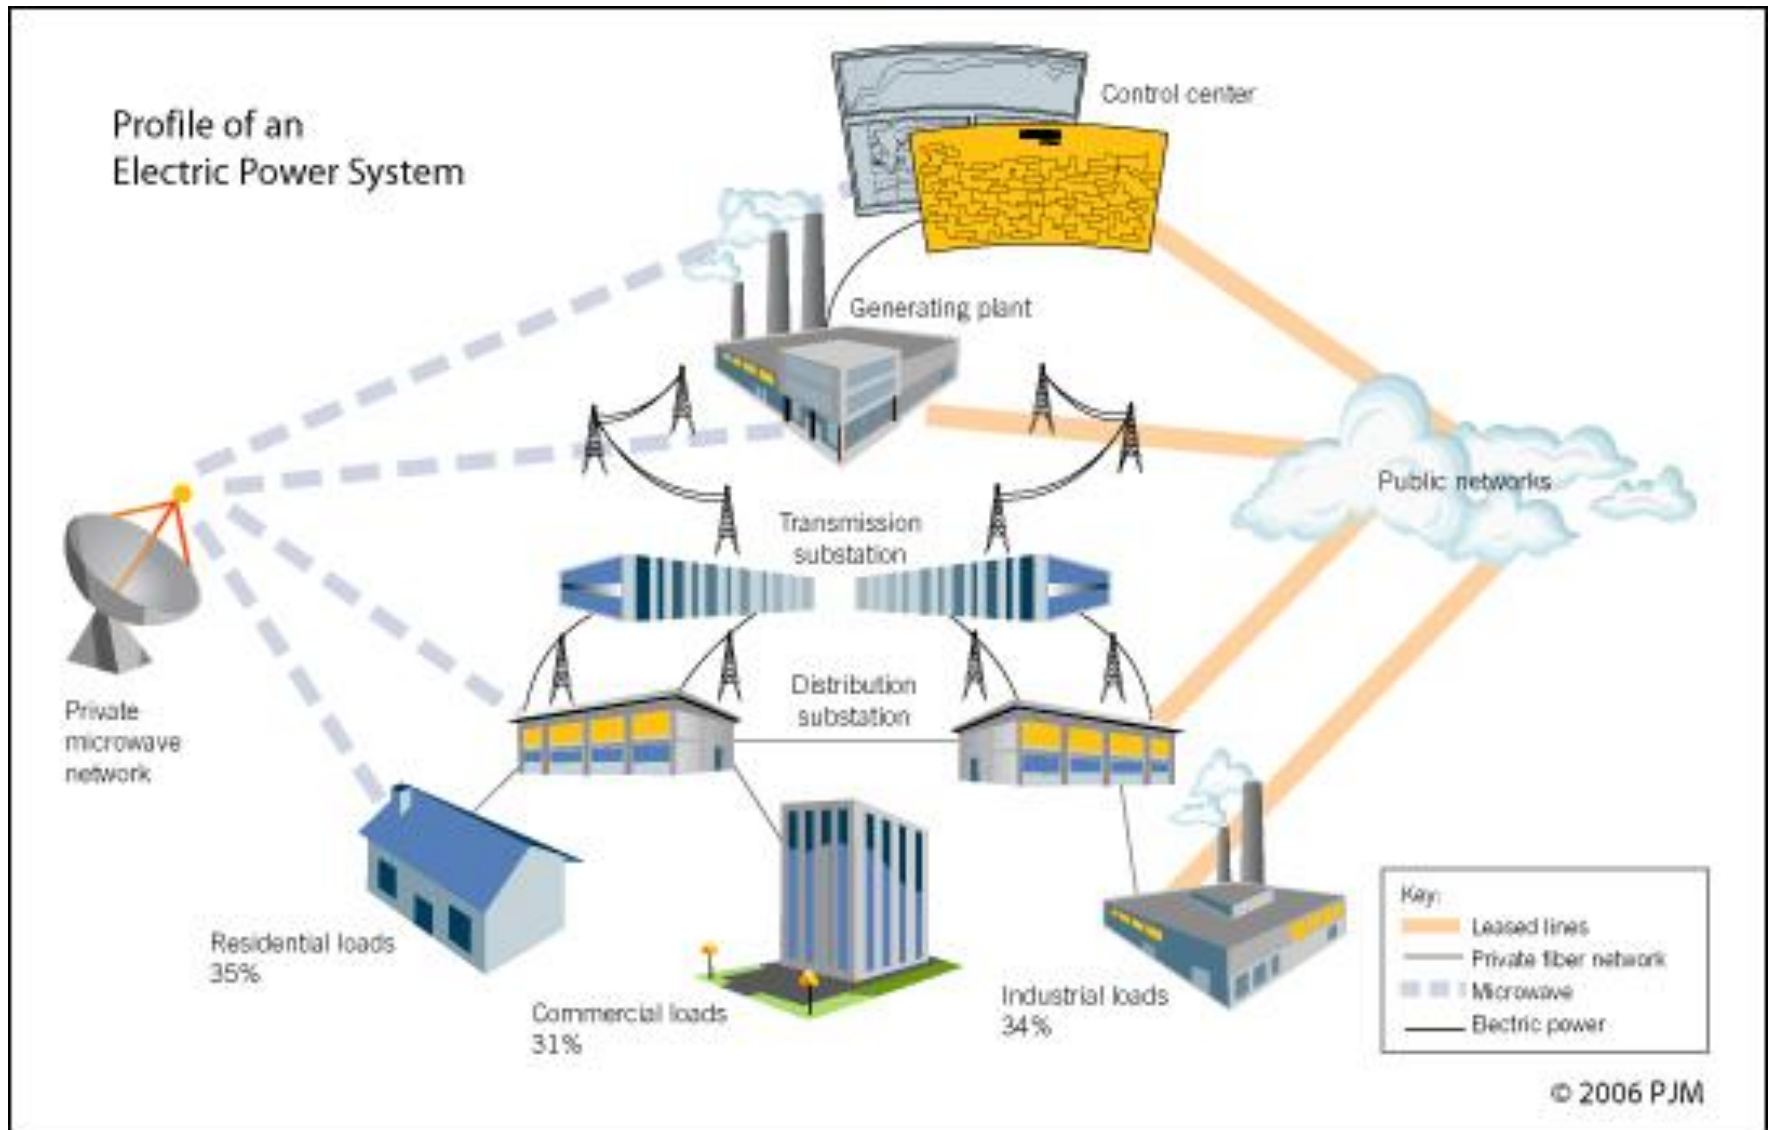 Profile of an
Electric Power System
Control center
Generating plant
Public networks
Transmission
substation
Distribution
substation
Private
microwave
network
Residential loads
35%
Commercial loads
31%
Industrial loads
34%
Key:
Leased lines
Private fiber network
Microwave
Electric power
© 2006 PJM